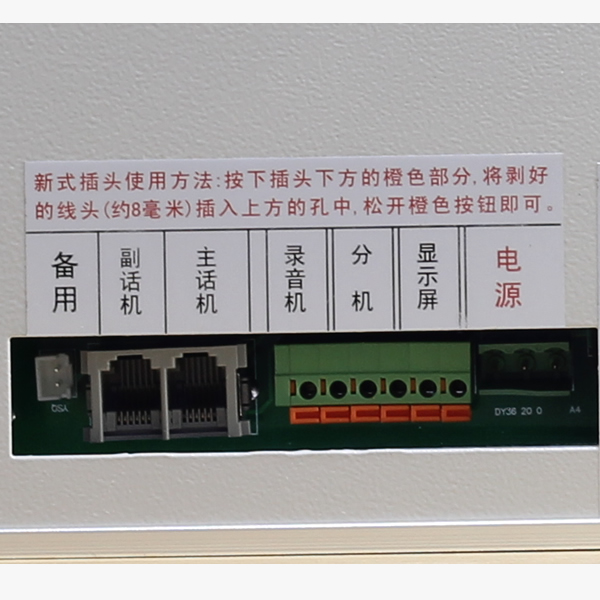 新式插头使用方法:按下插头下方的橙色部分,将剥好
的线头(约8毫米)插入上方的孔中,松开橙色按钮即可。
备用
副话机
主话机
录音机
分机
显示屏
电源
DSA
DY36 20 0
A4